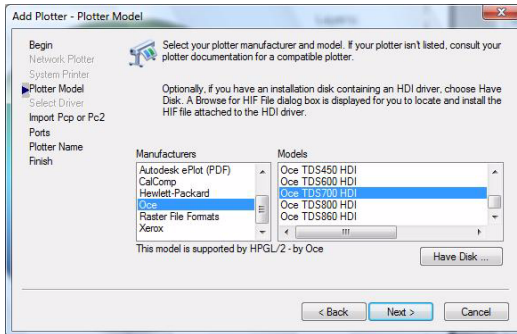 Add Plotter - Plotter Model
Begin
Network Plotter
System Printer
Plotter Model
Select Driver
Import Pcp or Pc2
Ports
Plotter Name
Finish
Select your plotter manufacturer and model. If your plotter isn't listed, consult your
plotter documentation for a compatible plotter.
Optionally, if you have an installation disk containing an HDI driver, choose Have
Disk. A Browse for HIF File dialog box is displayed for you to locate and install the
HIF file attached to the HDI driver.
Manufacturers
Autodesk ePlot (PDF)
CalComp
Hewlett-Packard
Oce
Raster File Formats
Xerox
Models
Oce TDS450 HDI
Oce TDS600 HDI
Oce TDS700 HDI
Oce TDS800 HDI
Oce TDS860 HDI
This model is supported by HPGL/2 - by Oce
Have Disk ...
< Back
Next >
Cancel